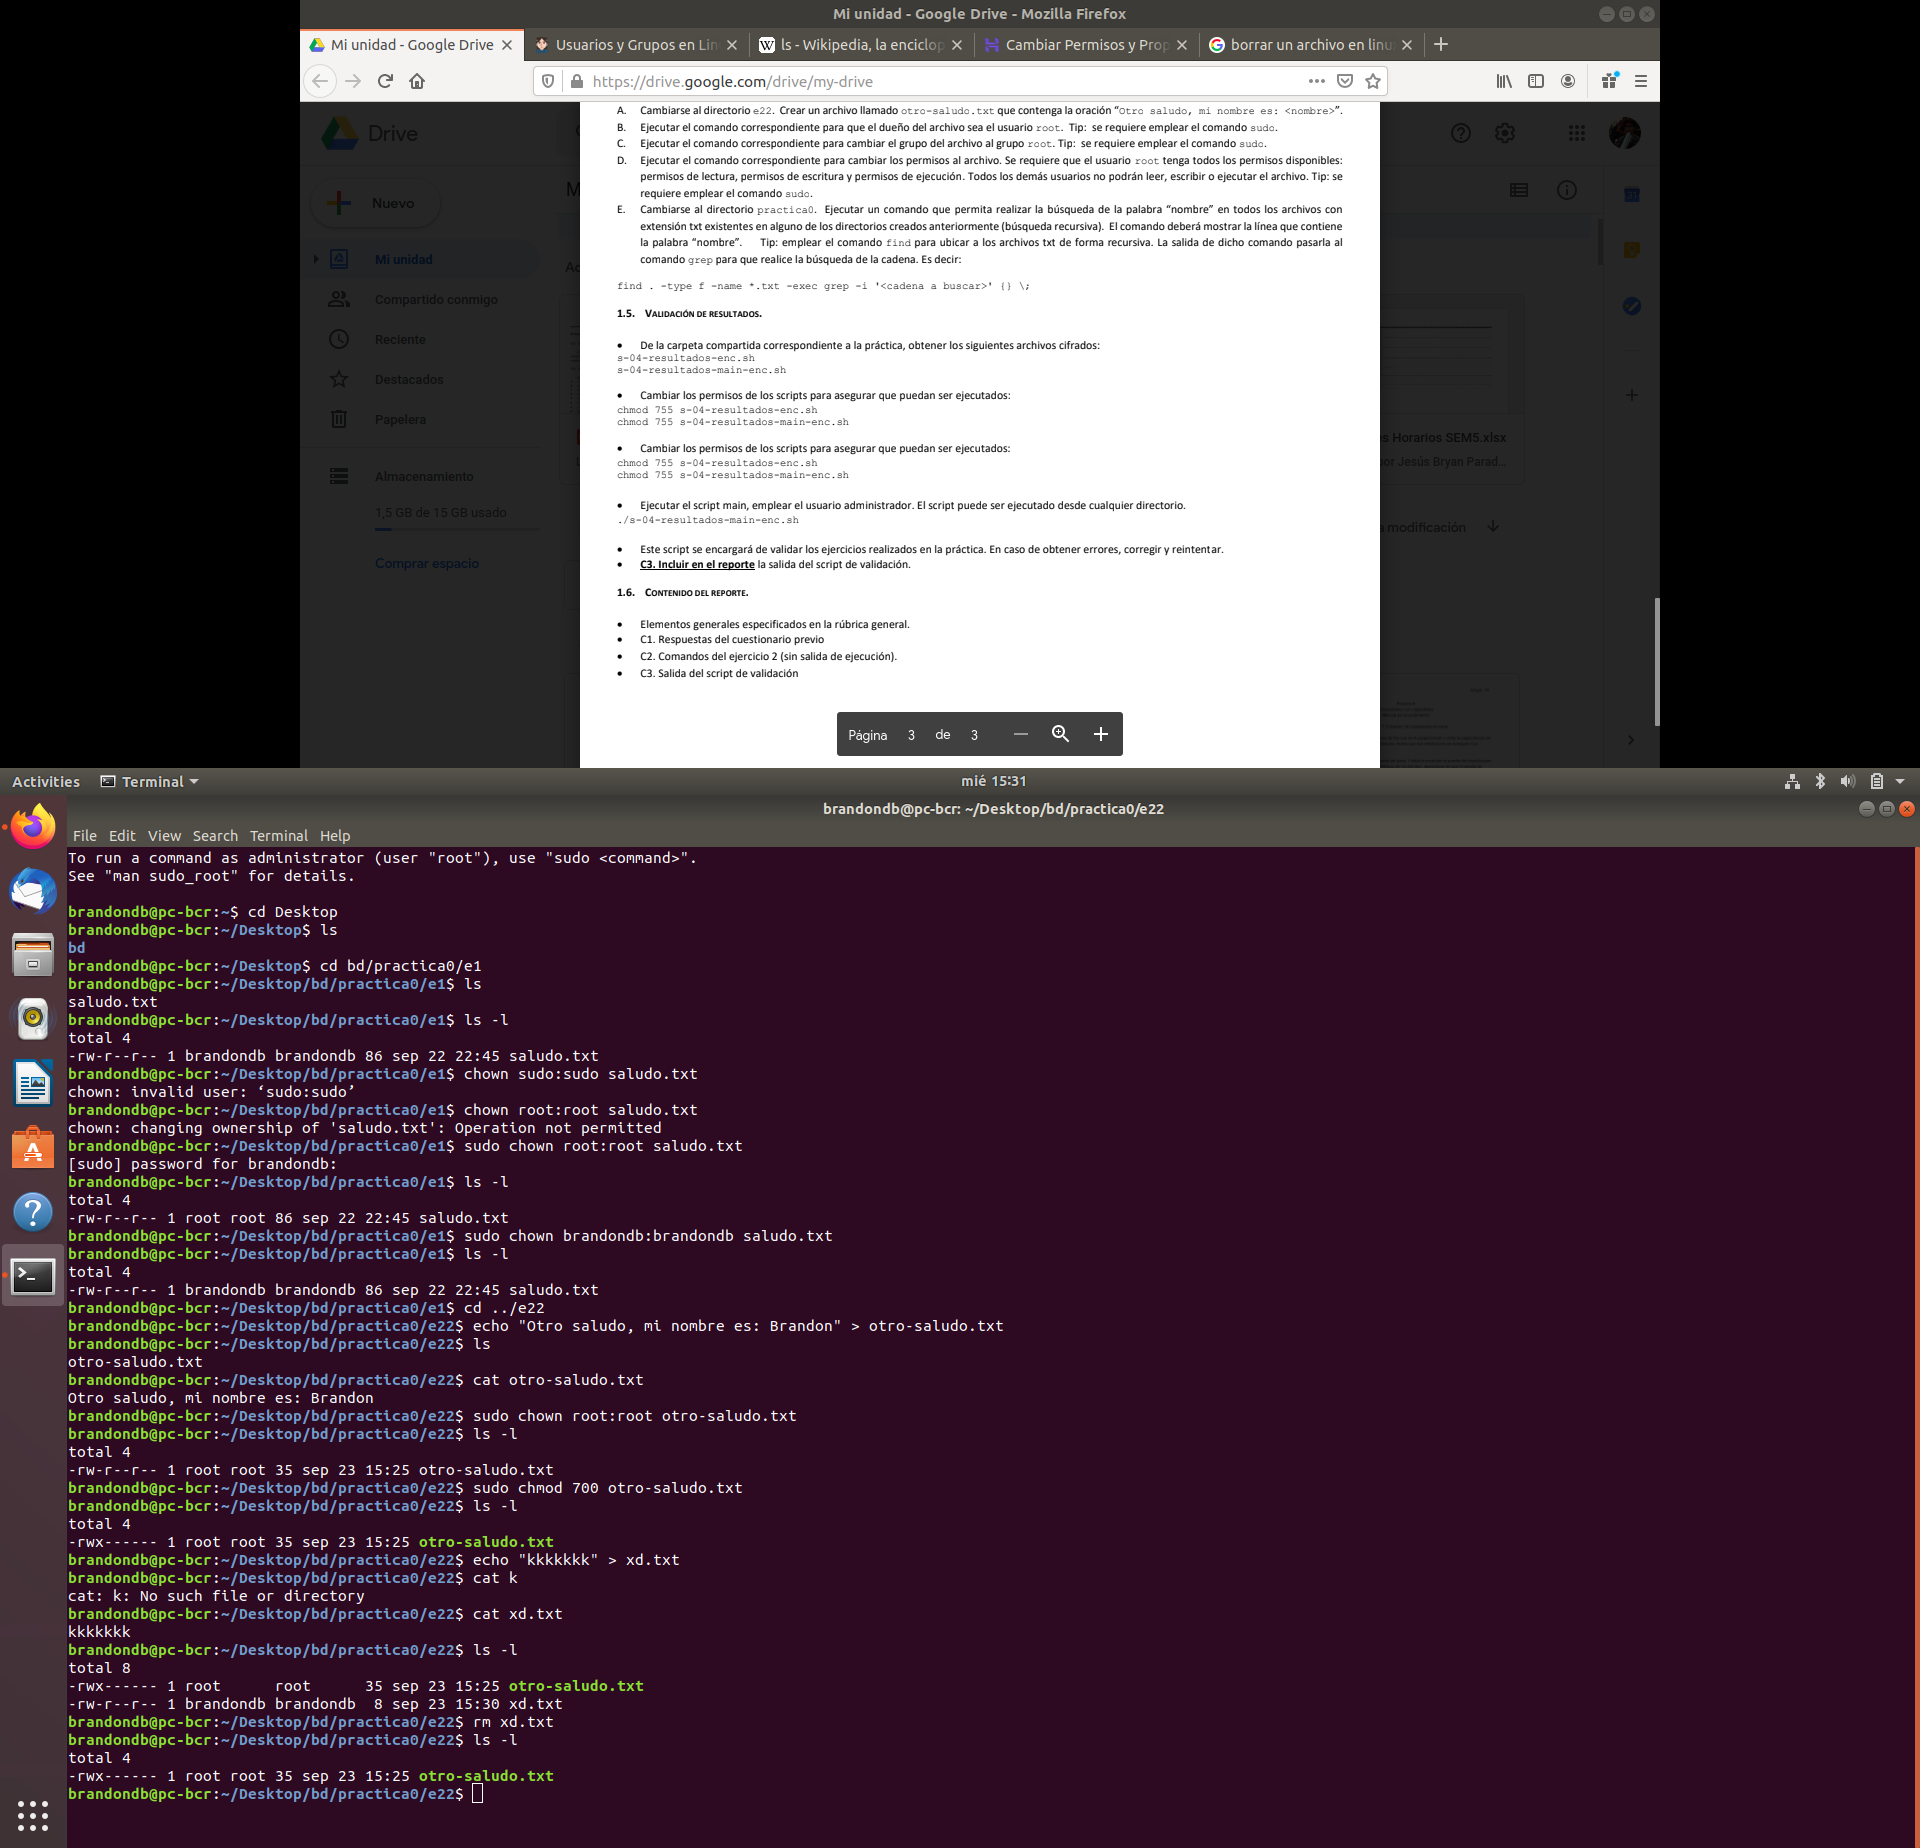 Mi unidad - Google Drive - Mozilla Firefox
Mi unidad - Google Drive
Usuarios y Grupos en Lin
ls - Wikipedia, la enciclop
Cambiar Permisos y Prop
borrar un archivo en linu
https://drive.google.com/drive/my-drive
Drive
Nuevo
Mi unidad
Compartido conmigo
Reciente
Destacados
Papelera
Almacenamiento
1,5 GB de 15 GB usado
Comprar espacio
s Horarios SEM5.xlsx
por Jesús Bryan Parad...
a modificación
A. Cambiarse al directorio e22. Crear un archivo llamado otro-saludo.txt que contenga la oración “Otro saludo, mi nombre es: <nombre>”.
B. Ejecutar el comando correspondiente para que el dueño del archivo sea el usuario root. Tip: se requiere emplear el comando sudo.
C. Ejecutar el comando correspondiente para cambiar el grupo del archivo al grupo root. Tip: se requiere emplear el comando sudo.
D. Ejecutar el comando correspondiente para cambiar los permisos al archivo. Se requiere que el usuario root tenga todos los permisos disponibles:
permisos de lectura, permisos de escritura y permisos de ejecución. Todos los demás usuarios no podrán leer, escribir o ejecutar el archivo. Tip: se
requiere emplear el comando sudo.
E. Cambiarse al directorio practica0. Ejecutar un comando que permita realizar la búsqueda de la palabra “nombre” en todos los archivos con
extensión txt existentes en alguno de los directorios creados anteriormente (búsqueda recursiva). El comando deberá mostrar la línea que contiene
la palabra “nombre”. Tip: emplear el comando find para ubicar a los archivos txt de forma recursiva. La salida de dicho comando pasarla al
comando grep para que realice la búsqueda de la cadena. Es decir:
find . -type f -name *.txt -exec grep -i '<cadena a buscar>' {} \;
1.5. VALIDACIÓN DE RESULTADOS.
• De la carpeta compartida correspondiente a la práctica, obtener los siguientes archivos cifrados:
s-04-resultados-enc.sh
s-04-resultados-main-enc.sh
• Cambiar los permisos de los scripts para asegurar que puedan ser ejecutados:
chmod 755 s-04-resultados-enc.sh
chmod 755 s-04-resultados-main-enc.sh
• Cambiar los permisos de los scripts para asegurar que puedan ser ejecutados:
chmod 755 s-04-resultados-enc.sh
chmod 755 s-04-resultados-main-enc.sh
• Ejecutar el script main, emplear el usuario administrador. El script puede ser ejecutado desde cualquier directorio.
./s-04-resultados-main-enc.sh
• Este script se encargará de validar los ejercicios realizados en la práctica. En caso de obtener errores, corregir y reintentar.
• C3. Incluir en el reporte la salida del script de validación.
1.6. CONTENIDO DEL REPORTE.
• Elementos generales especificados en la rúbrica general.
• C1. Respuestas del cuestionario previo
• C2. Comandos del ejercicio 2 (sin salida de ejecución).
• C3. Salida del script de validación
Página 3 de 3
Activities Terminal mié 15:31
brandondb@pc-bcr: ~/Desktop/bd/practica0/e22
File Edit View Search Terminal Help
To run a command as administrator (user "root"), use "sudo <command>".
See "man sudo_root" for details.
brandondb@pc-bcr:~$ cd Desktop
brandondb@pc-bcr:~/Desktop$ ls
bd
brandondb@pc-bcr:~/Desktop$ cd bd/practica0/e1
brandondb@pc-bcr:~/Desktop/bd/practica0/e1$ ls
saludo.txt
brandondb@pc-bcr:~/Desktop/bd/practica0/e1$ ls -l
total 4
-rw-r--r-- 1 brandondb brandondb 86 sep 22 22:45 saludo.txt
brandondb@pc-bcr:~/Desktop/bd/practica0/e1$ chown sudo:sudo saludo.txt
chown: invalid user: ‘sudo:sudo’
brandondb@pc-bcr:~/Desktop/bd/practica0/e1$ chown root:root saludo.txt
chown: changing ownership of 'saludo.txt': Operation not permitted
brandondb@pc-bcr:~/Desktop/bd/practica0/e1$ sudo chown root:root saludo.txt
[sudo] password for brandondb:
brandondb@pc-bcr:~/Desktop/bd/practica0/e1$ ls -l
total 4
-rw-r--r-- 1 root root 86 sep 22 22:45 saludo.txt
brandondb@pc-bcr:~/Desktop/bd/practica0/e1$ sudo chown brandondb:brandondb saludo.txt
brandondb@pc-bcr:~/Desktop/bd/practica0/e1$ ls -l
total 4
-rw-r--r-- 1 brandondb brandondb 86 sep 22 22:45 saludo.txt
brandondb@pc-bcr:~/Desktop/bd/practica0/e1$ cd ../e22
brandondb@pc-bcr:~/Desktop/bd/practica0/e22$ echo "Otro saludo, mi nombre es: Brandon" > otro-saludo.txt
brandondb@pc-bcr:~/Desktop/bd/practica0/e22$ ls
otro-saludo.txt
brandondb@pc-bcr:~/Desktop/bd/practica0/e22$ cat otro-saludo.txt
Otro saludo, mi nombre es: Brandon
brandondb@pc-bcr:~/Desktop/bd/practica0/e22$ sudo chown root:root otro-saludo.txt
brandondb@pc-bcr:~/Desktop/bd/practica0/e22$ ls -l
total 4
-rw-r--r-- 1 root root 35 sep 23 15:25 otro-saludo.txt
brandondb@pc-bcr:~/Desktop/bd/practica0/e22$ sudo chmod 700 otro-saludo.txt
brandondb@pc-bcr:~/Desktop/bd/practica0/e22$ ls -l
total 4
-rwx------ 1 root root 35 sep 23 15:25 otro-saludo.txt
brandondb@pc-bcr:~/Desktop/bd/practica0/e22$ echo "kkkkkkk" > xd.txt
brandondb@pc-bcr:~/Desktop/bd/practica0/e22$ cat k
cat: k: No such file or directory
brandondb@pc-bcr:~/Desktop/bd/practica0/e22$ cat xd.txt
kkkkkkk
brandondb@pc-bcr:~/Desktop/bd/practica0/e22$ ls -l
total 8
-rwx------ 1 root      root      35 sep 23 15:25 otro-saludo.txt
-rw-r--r-- 1 brandondb brandondb  8 sep 23 15:30 xd.txt
brandondb@pc-bcr:~/Desktop/bd/practica0/e22$ rm xd.txt
brandondb@pc-bcr:~/Desktop/bd/practica0/e22$ ls -l
total 4
-rwx------ 1 root root 35 sep 23 15:25 otro-saludo.txt
brandondb@pc-bcr:~/Desktop/bd/practica0/e22$